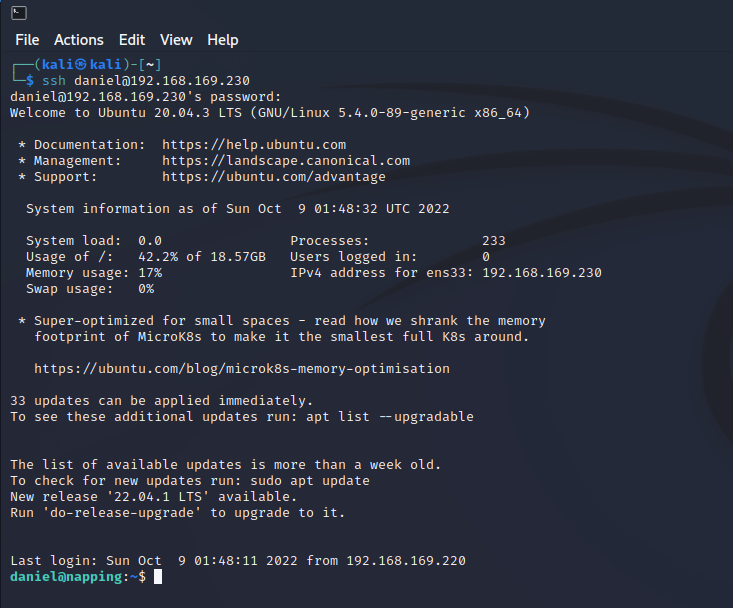 File Actions Edit View Help
┌──(kali㉿kali)-[~]
└─$ ssh daniel@192.168.169.230
daniel@192.168.169.230's password:
Welcome to Ubuntu 20.04.3 LTS (GNU/Linux 5.4.0-89-generic x86_64)
* Documentation:  https://help.ubuntu.com
* Management:     https://landscape.canonical.com
* Support:        https://ubuntu.com/advantage
System information as of Sun Oct  9 01:48:32 UTC 2022
System load:  0.0                Processes:              233
Usage of /:   42.2% of 18.57GB   Users logged in:        0
Memory usage: 17%                IPv4 address for ens33: 192.168.169.230
Swap usage:   0%
* Super-optimized for small spaces - read how we shrank the memory
footprint of MicroK8s to make it the smallest full K8s around.
https://ubuntu.com/blog/microk8s-memory-optimisation
33 updates can be applied immediately.
To see these additional updates run: apt list --upgradable
The list of available updates is more than a week old.
To check for new updates run: sudo apt update
New release '22.04.1 LTS' available.
Run 'do-release-upgrade' to upgrade to it.
Last login: Sun Oct  9 01:48:11 2022 from 192.168.169.220
daniel@napping:~$